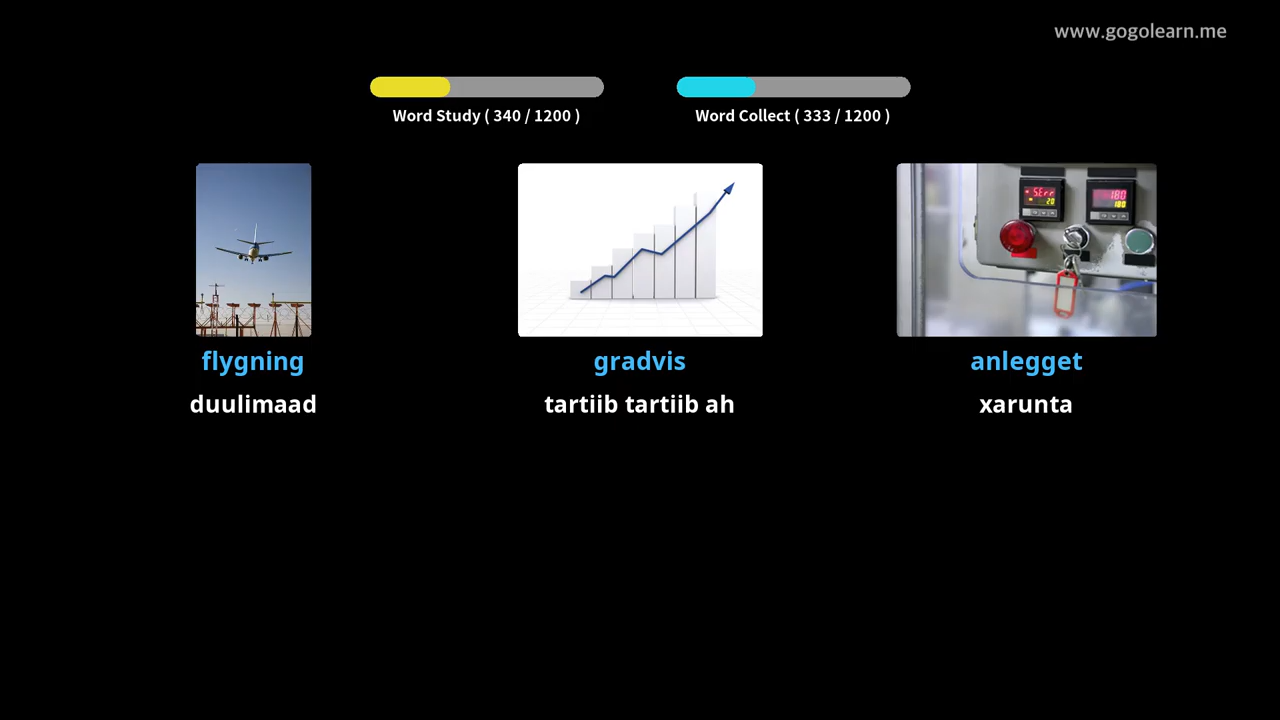 www.gogolearn.me
Word Study ( 340 / 1200 )
Word Collect ( 333 / 1200 )
flygning
gradvis
anlegget
duulimaad
tartiib tartiib ah
xarunta